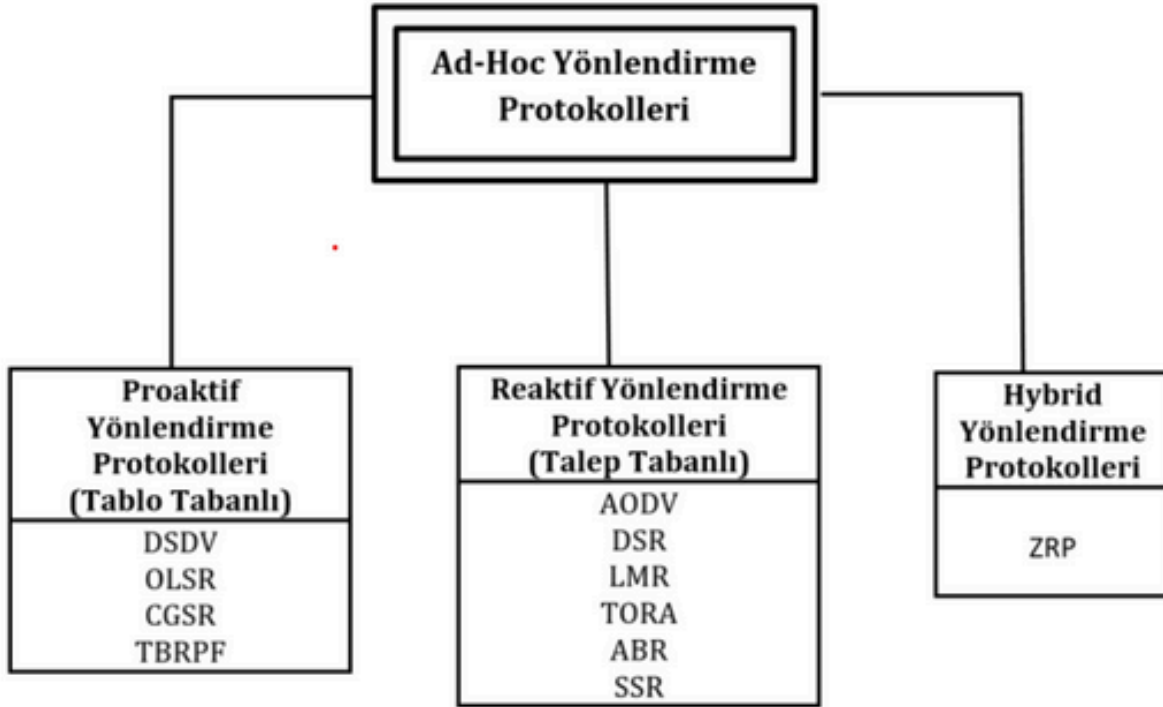 Ad-Hoc Yönlendirme
Protokolleri
Proaktif
Yönlendirme
Protokolleri
(Tablo Tabanlı)
DSDV
OLSR
CGSR
TBRPF
Reaktif Yönlendirme
Protokolleri
(Talep Tabanlı)
AODV
DSR
LMR
TORA
ABR
SSR
Hybrid
Yönlendirme
Protokolleri
ZRP